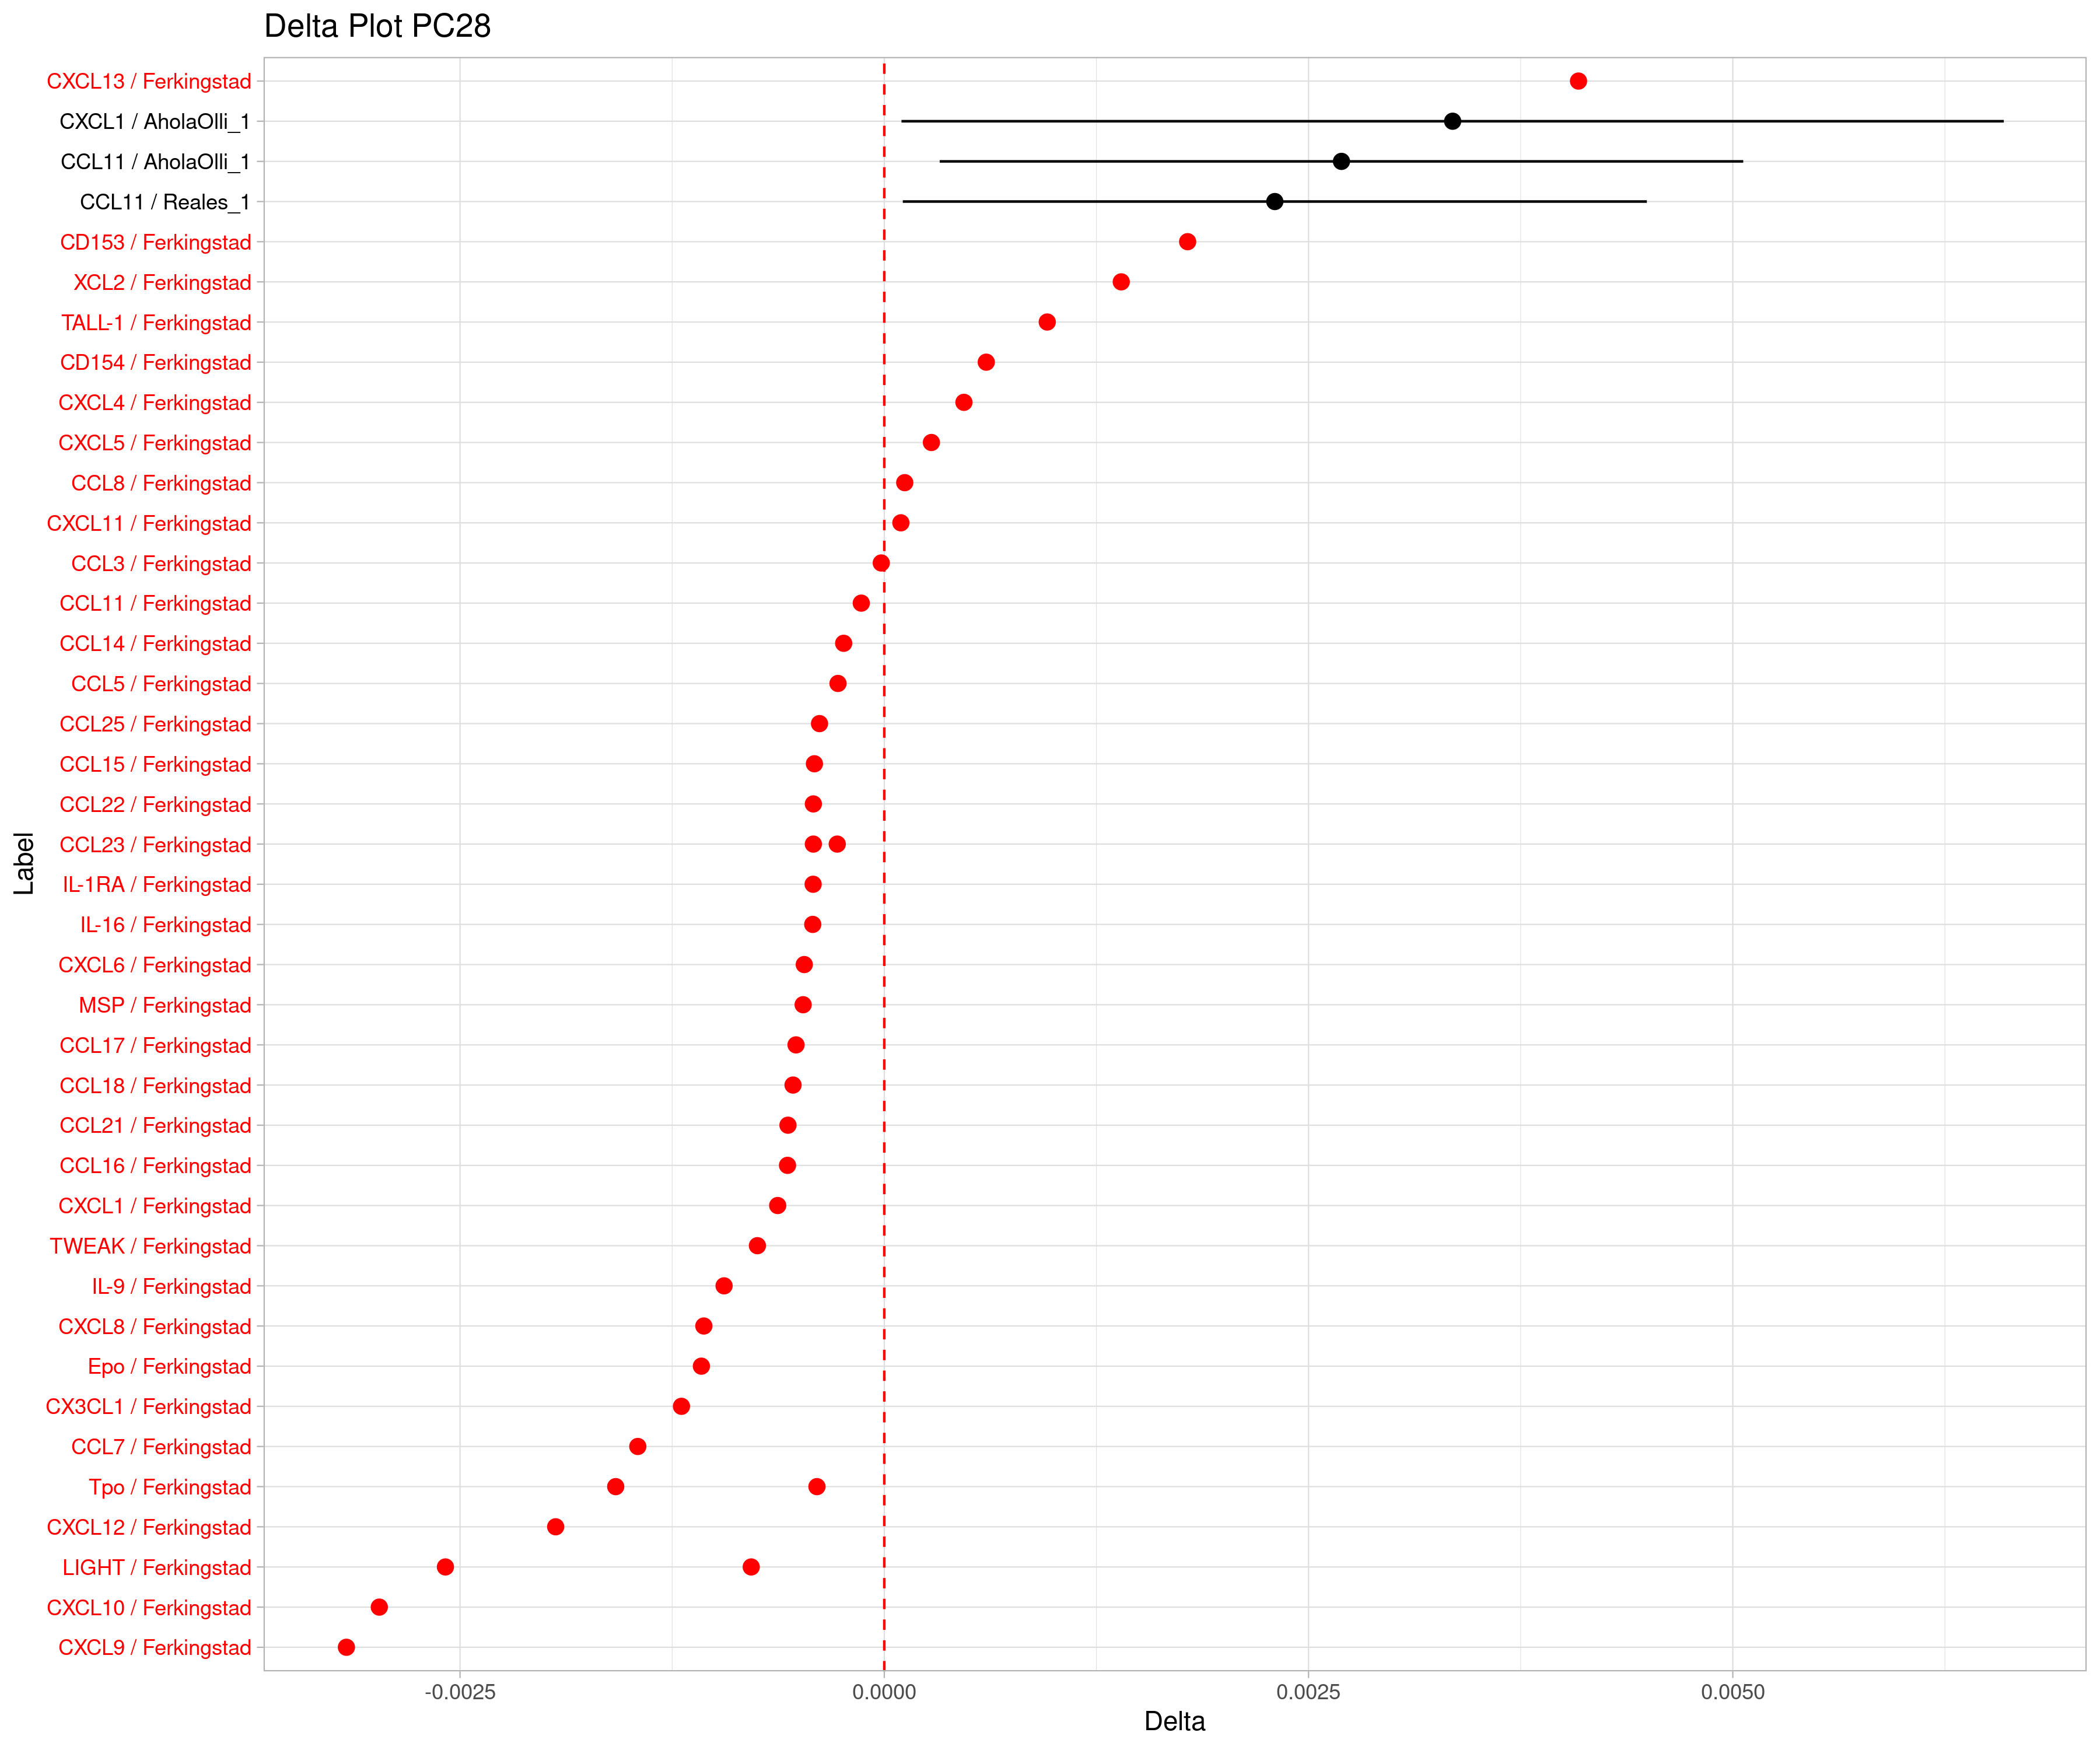 Delta Plot PC28
CXCL13 / Ferkingstad
CXCL1 / AholaOlli_1
CCL11 / AholaOlli_1
CCL11 / Reales_1
CD153 / Ferkingstad
XCL2 / Ferkingstad
TALL-1 / Ferkingstad
CD154 / Ferkingstad
CXCL4 / Ferkingstad
CXCL5 / Ferkingstad
CCL8 / Ferkingstad
CXCL11 / Ferkingstad
CCL3 / Ferkingstad
CCL11 / Ferkingstad
CCL14 / Ferkingstad
CCL5 / Ferkingstad
CCL25 / Ferkingstad
CCL15 / Ferkingstad
CCL22 / Ferkingstad
CCL23 / Ferkingstad
IL-1RA / Ferkingstad
IL-16 / Ferkingstad
CXCL6 / Ferkingstad
MSP / Ferkingstad
CCL17 / Ferkingstad
CCL18 / Ferkingstad
CCL21 / Ferkingstad
CCL16 / Ferkingstad
CXCL1 / Ferkingstad
TWEAK / Ferkingstad
IL-9 / Ferkingstad
CXCL8 / Ferkingstad
Epo / Ferkingstad
CX3CL1 / Ferkingstad
CCL7 / Ferkingstad
Tpo / Ferkingstad
CXCL12 / Ferkingstad
LIGHT / Ferkingstad
CXCL10 / Ferkingstad
CXCL9 / Ferkingstad
Label
-0.0025 0.0000 0.0025 0.0050
Delta